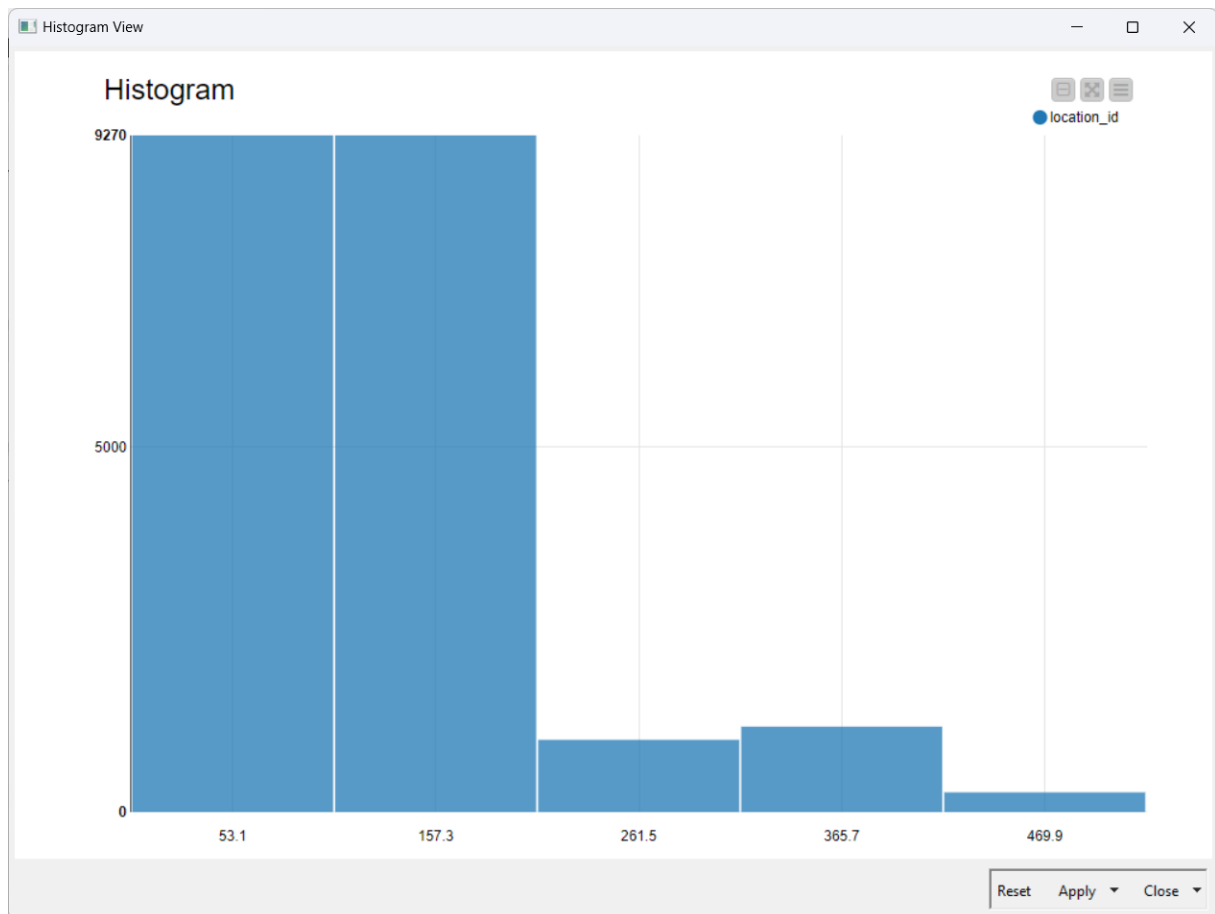 Histogram View
Histogram
location_id
9270
5000
0
53.1 157.3 261.5 365.7 469.9
Reset Apply Close